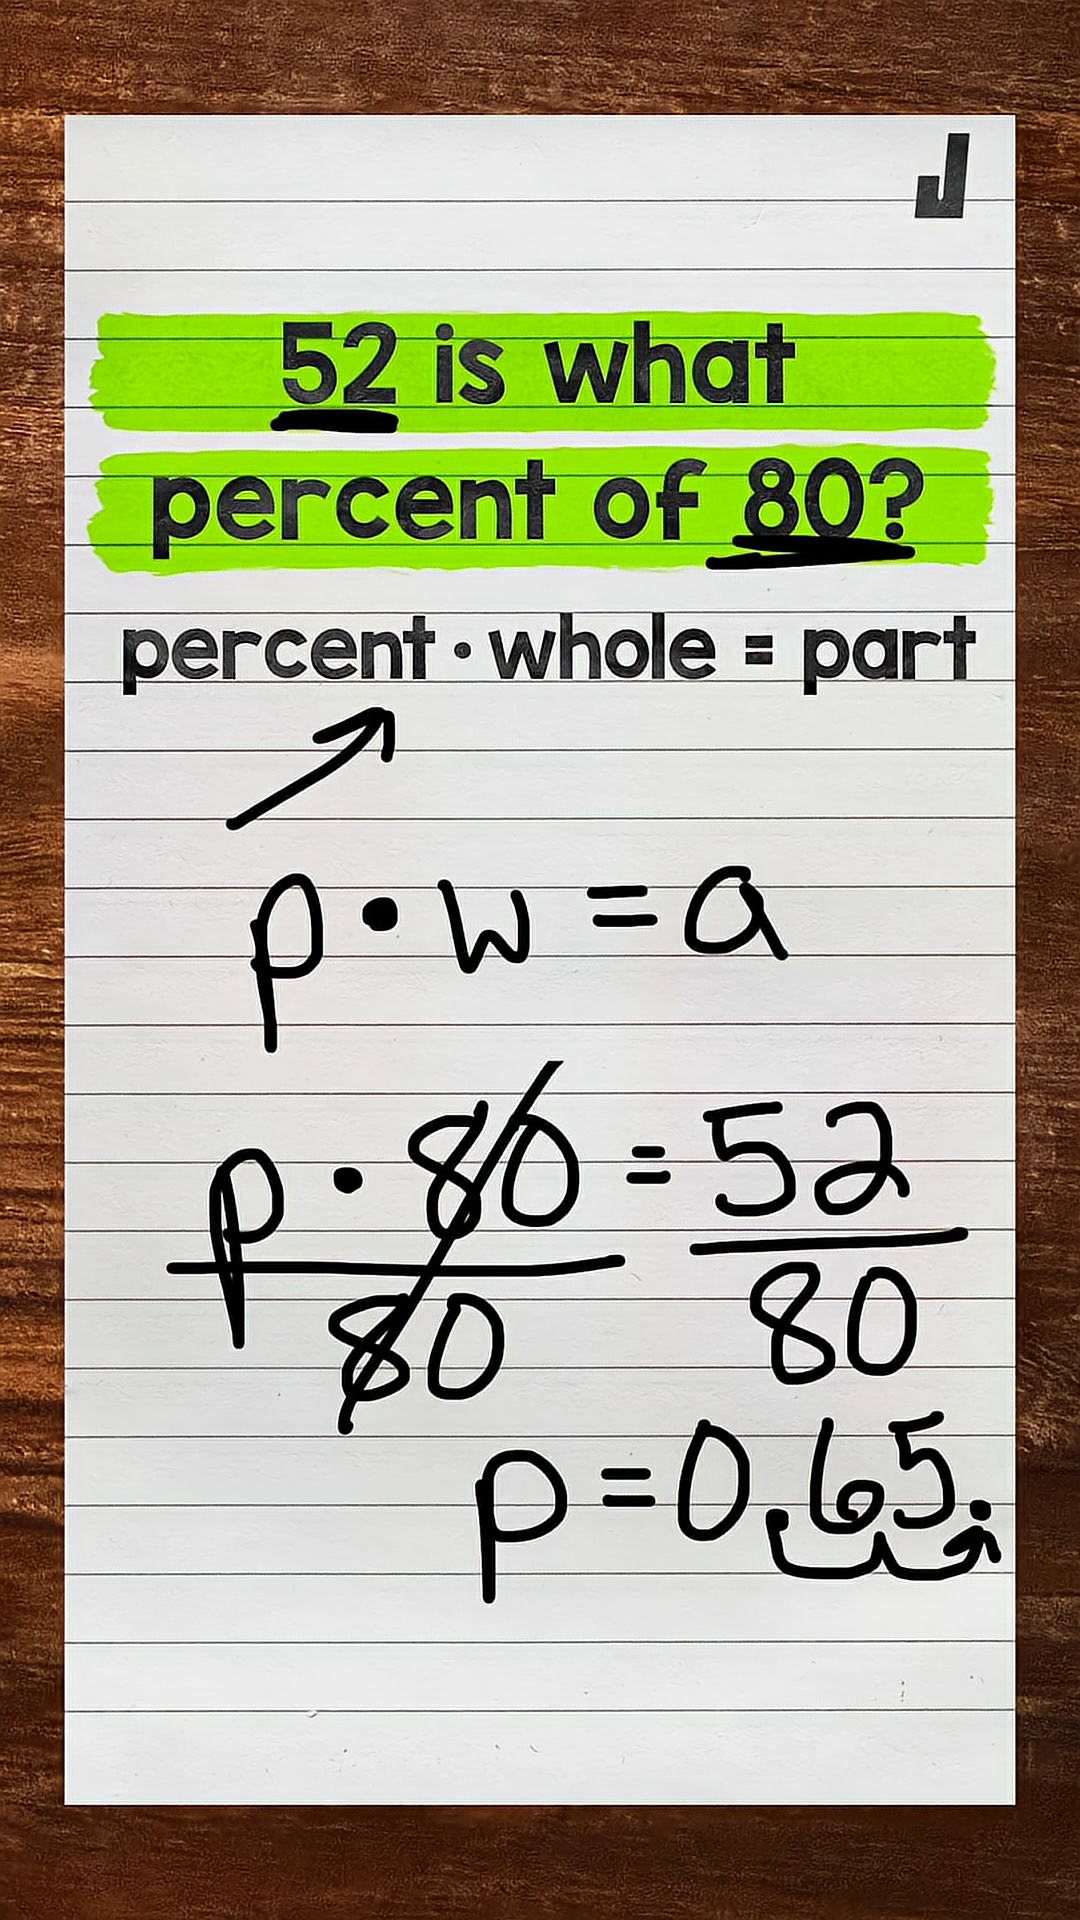 J
52 is what
percent of 80?
percent · whole = part
p · w = a
p · 80 = 52
80 80
p = 0.65.